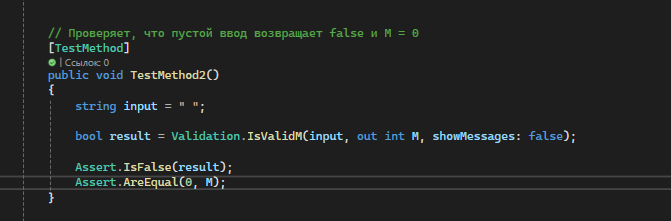 // Проверяет, что пустой ввод возвращает false и M = 0
[TestMethod]
| Ссылок: 0
public void TestMethod2()
{
string input = " ";
bool result = Validation.IsValidM(input, out int M, showMessages: false);
Assert.IsFalse(result);
Assert.AreEqual(0, M);
}